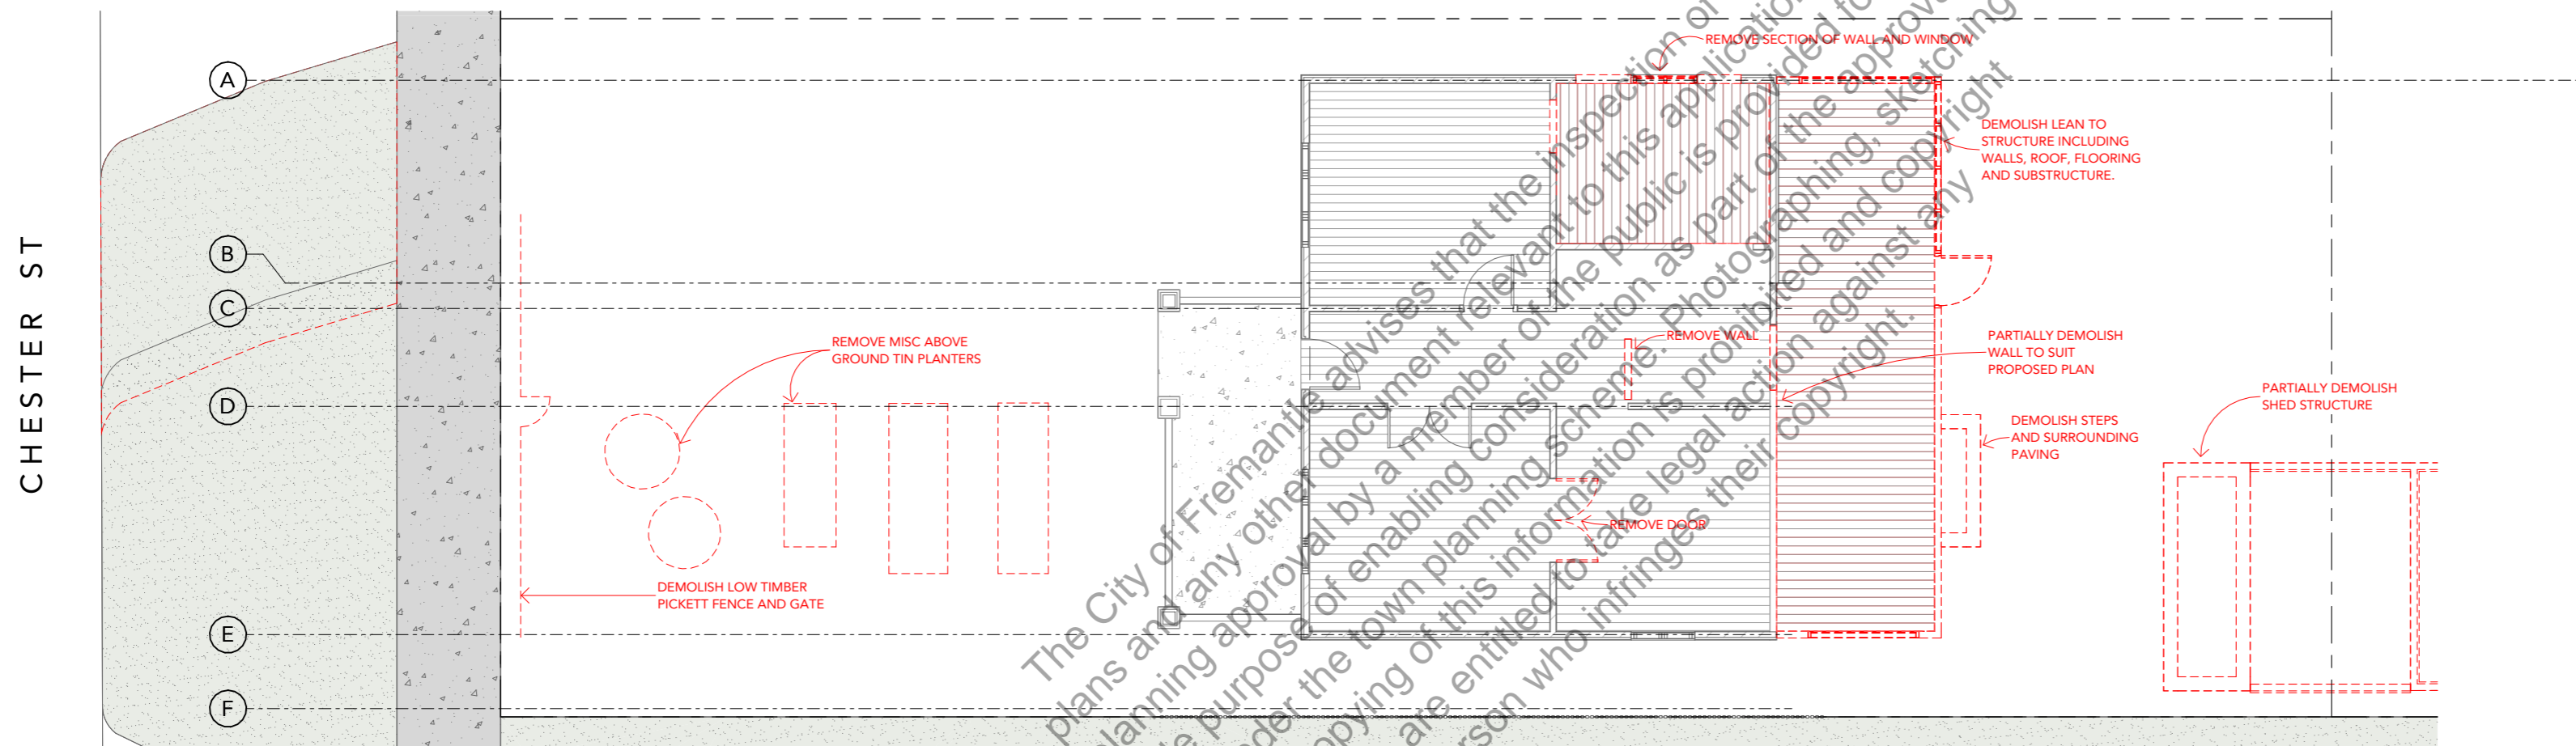 CHESTER ST
A
B
C
D
E
F
REMOVE SECTION OF WALL AND WINDOW
DEMOLISH LEAN TO
STRUCTURE INCLUDING
WALLS, ROOF, FLOORING
AND SUBSTRUCTURE.
REMOVE MISC ABOVE
GROUND TIN PLANTERS
REMOVE WALL
PARTIALLY DEMOLISH
WALL TO SUIT
PROPOSED PLAN
PARTIALLY DEMOLISH
SHED STRUCTURE
DEMOLISH STEPS
AND SURROUNDING
PAVING
REMOVE DOOR
DEMOLISH LOW TIMBER
PICKETT FENCE AND GATE
The City of Fremantle advises that the inspection of
plans and any other document relevant to this application
planning approval by a member of the public is provided for
purpose of enabling consideration as part of the approval
the town planning scheme. Photographing, sketching
copying of this information is prohibited and copyright
are entitled to take legal action against any
who infringes their copyright.